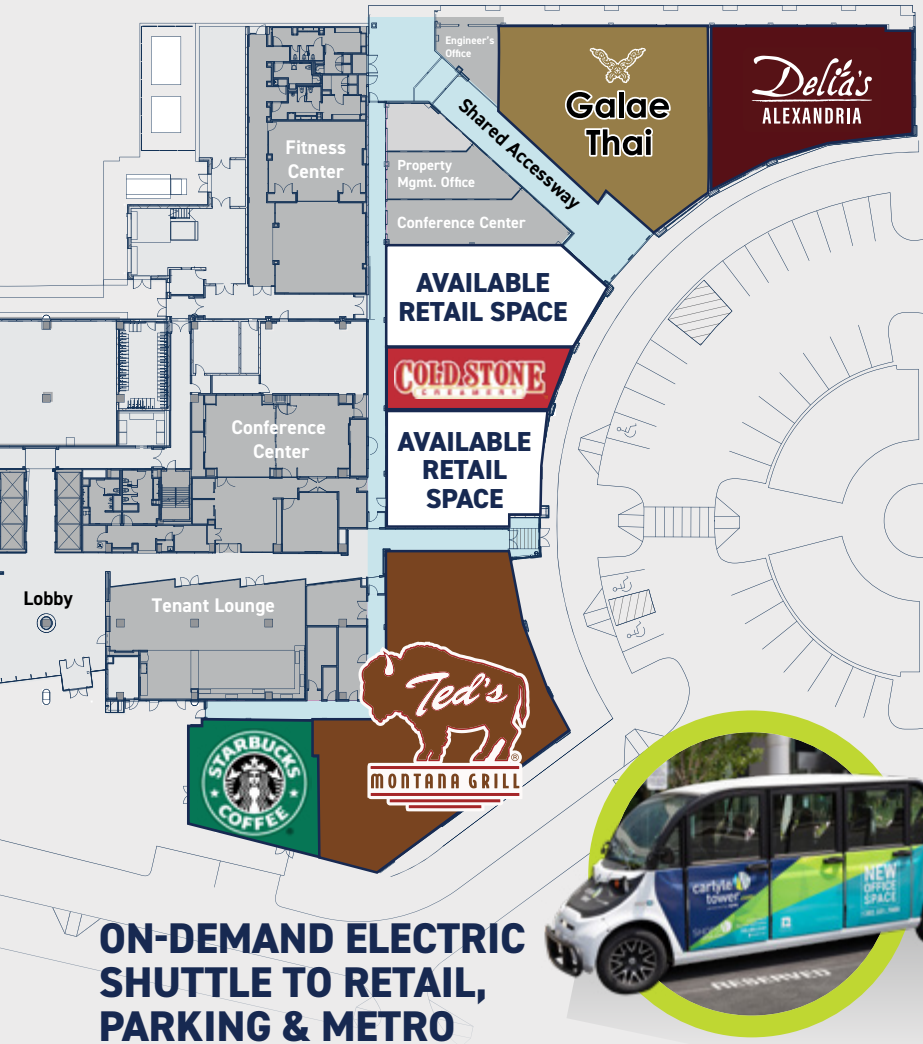 Engineer's
Office
Galae
Thai
Delia's
ALEXANDRIA
Shared Accessway
Fitness
Center
Property
Mgmt. Office
Conference Center
AVAILABLE
RETAIL SPACE
COLD STONE
CREAMERY
Conference
Center
AVAILABLE
RETAIL
SPACE
Lobby
Tenant Lounge
Ted's
®
MONTANA GRILL
STARBUCKS
COFFEE
®
ON-DEMAND ELECTRIC
SHUTTLE TO RETAIL,
PARKING & METRO
carlyle
tower
NEW
OFFICE
SPACE
RESERVED